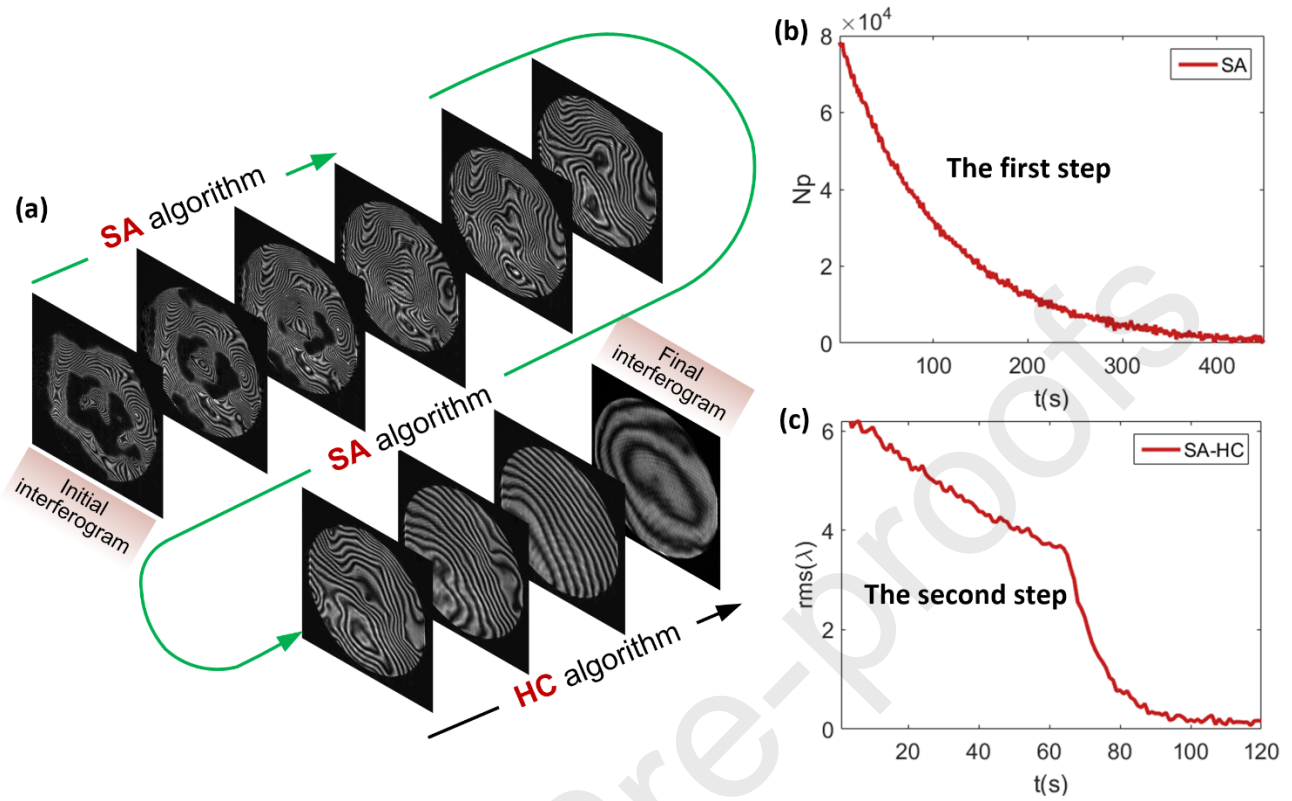 (a)
SA algorithm
Initial
interferogram
SA algorithm
Final
interferogram
HC algorithm
(b)
×10⁴
8
6
4
2
0
Np
SA
The first step
100
200
300
400
t(s)
(c)
6
4
2
0
rms(λ)
SA-HC
The second step
20
40
60
80
100
120
t(s)
re-proofs